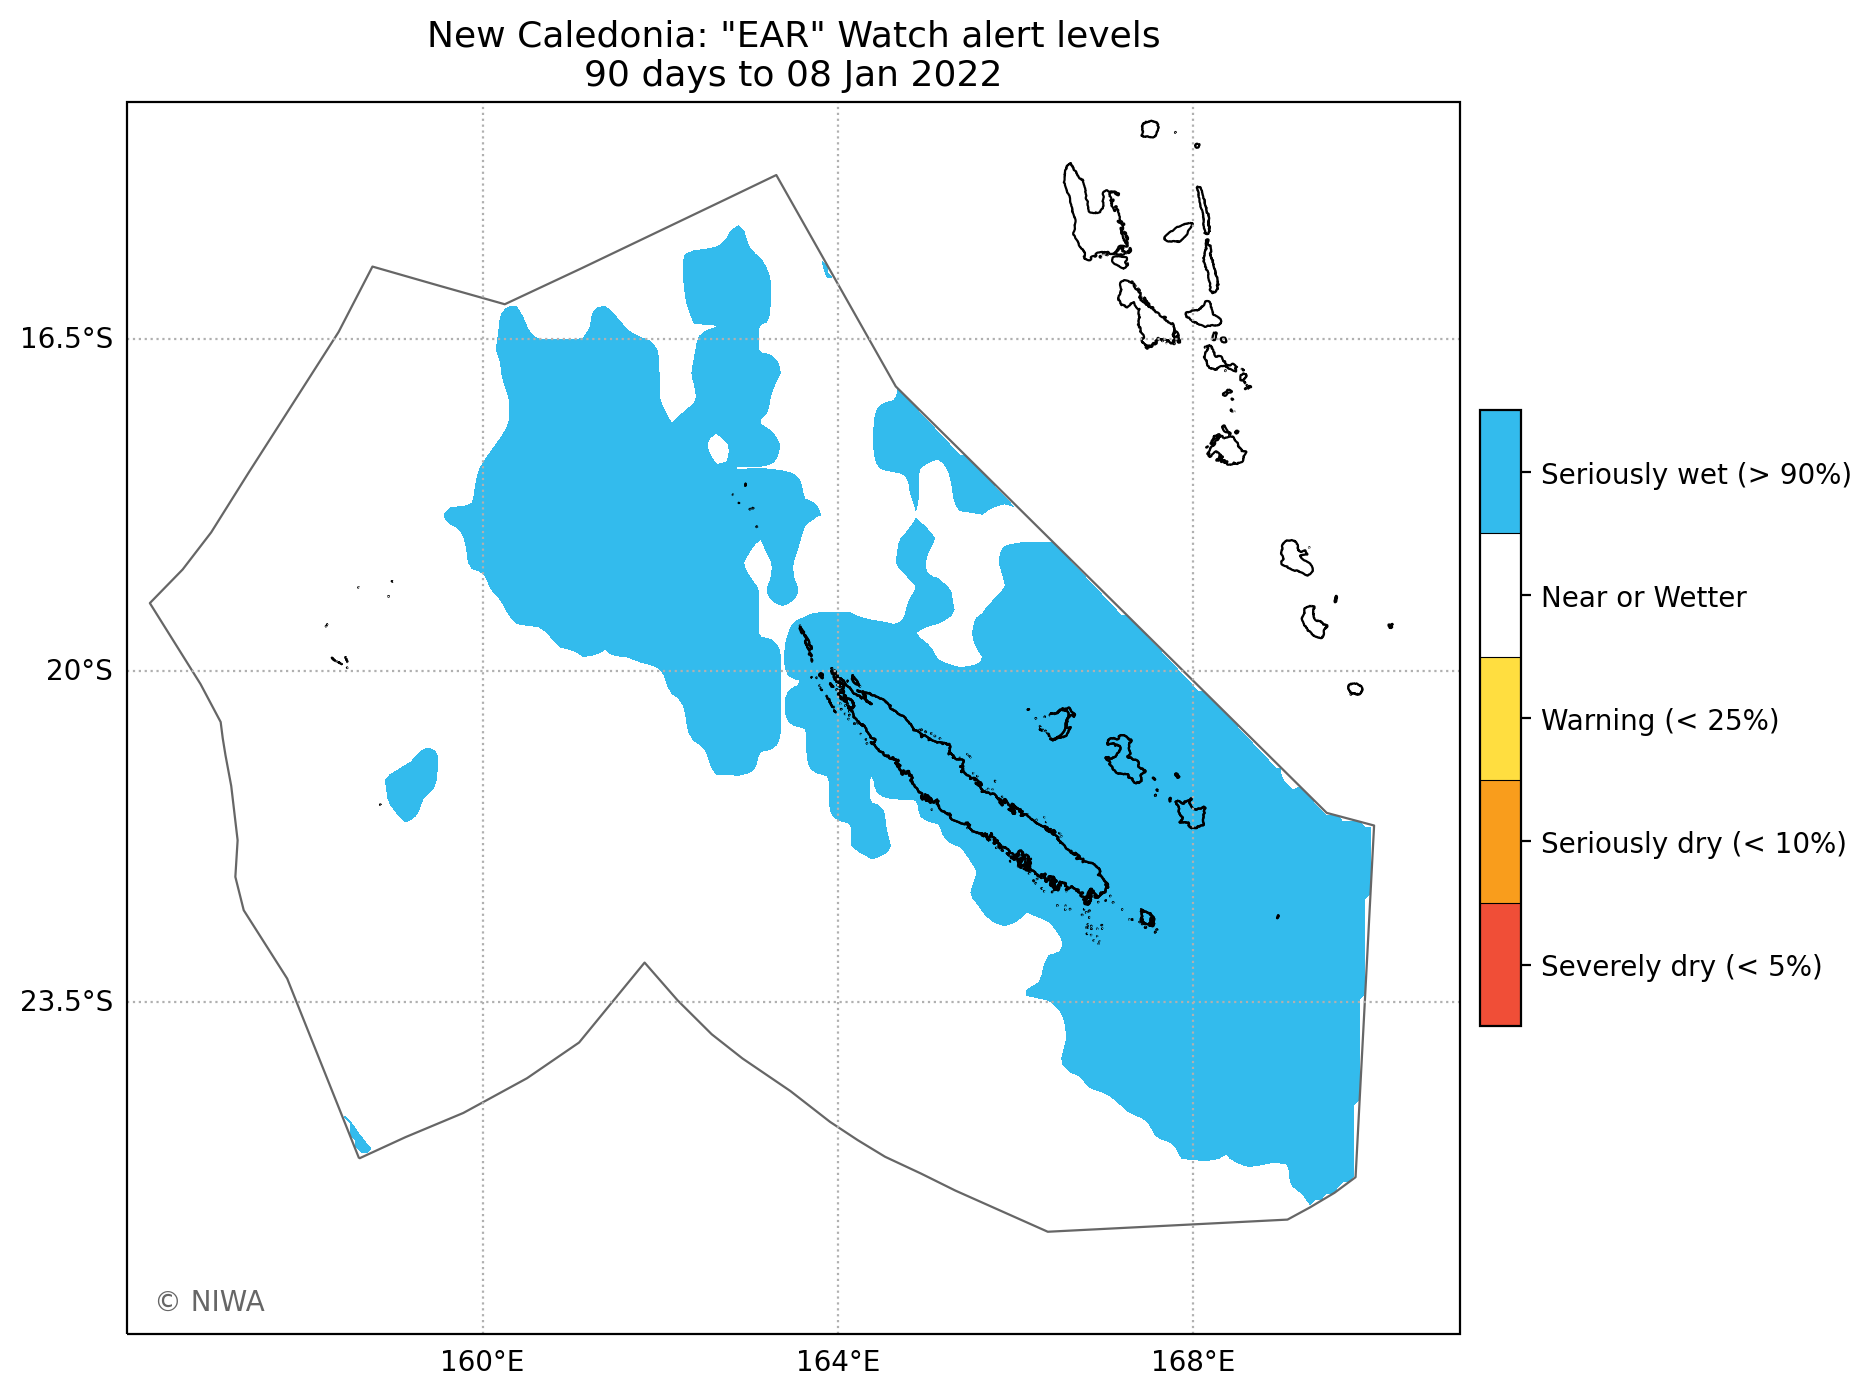 New Caledonia: "EAR" Watch alert levels
90 days to 08 Jan 2022
16.5°S
20°S
23.5°S
160°E
164°E
168°E
Seriously wet (> 90%)
Near or Wetter
Warning (< 25%)
Seriously dry (< 10%)
Severely dry (< 5%)
© NIWA